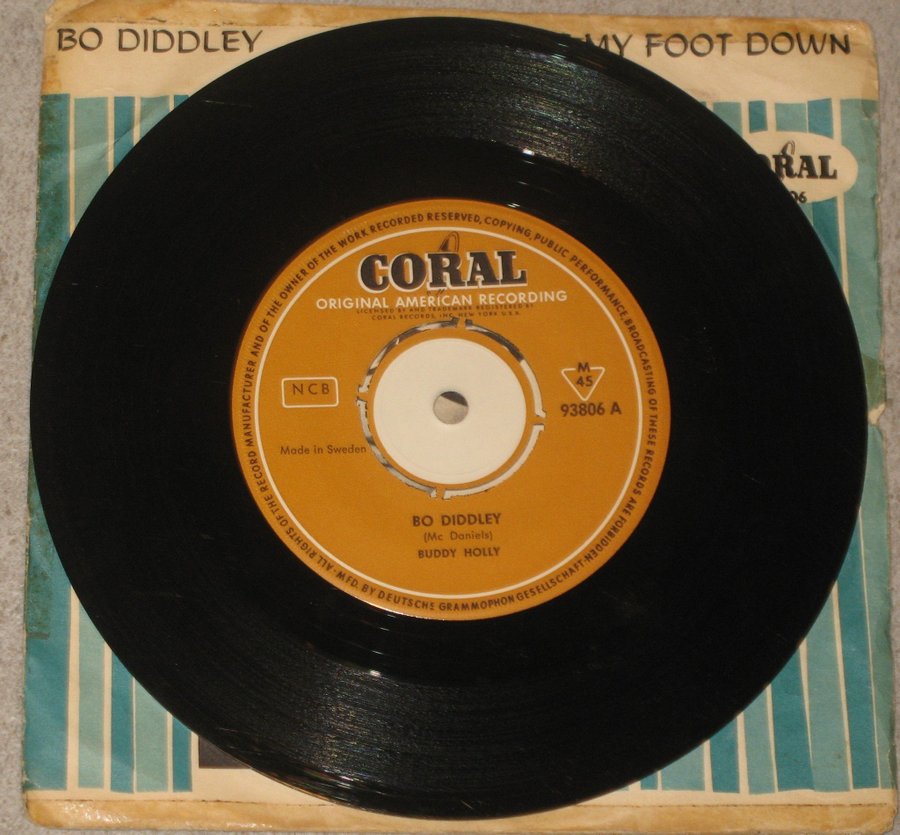 BO DIDDLEY
MY FOOT DOWN
ORAL
06
ALL RIGHTS OF THE RECORD MANUFACTURER AND OF THE OWNER OF THE WORK RECORDED RESERVED, COPYING, PUBLIC PERFORMANCE, BROADCASTING OF THESE RECORDS ARE FORBIDDEN·
MFD. BY DEUTSCHE GRAMMOPHON GESELLSCHAFT·
CORAL
ORIGINAL AMERICAN RECORDING
LICENSED BY AND TRADEMARK REGISTERED BY
CORAL RECORDS, INC. NEW YORK U.S.A.
NCB
M
45
93806 A
Made in Sweden
BO DIDDLEY
(Mc Daniels)
BUDDY HOLLY